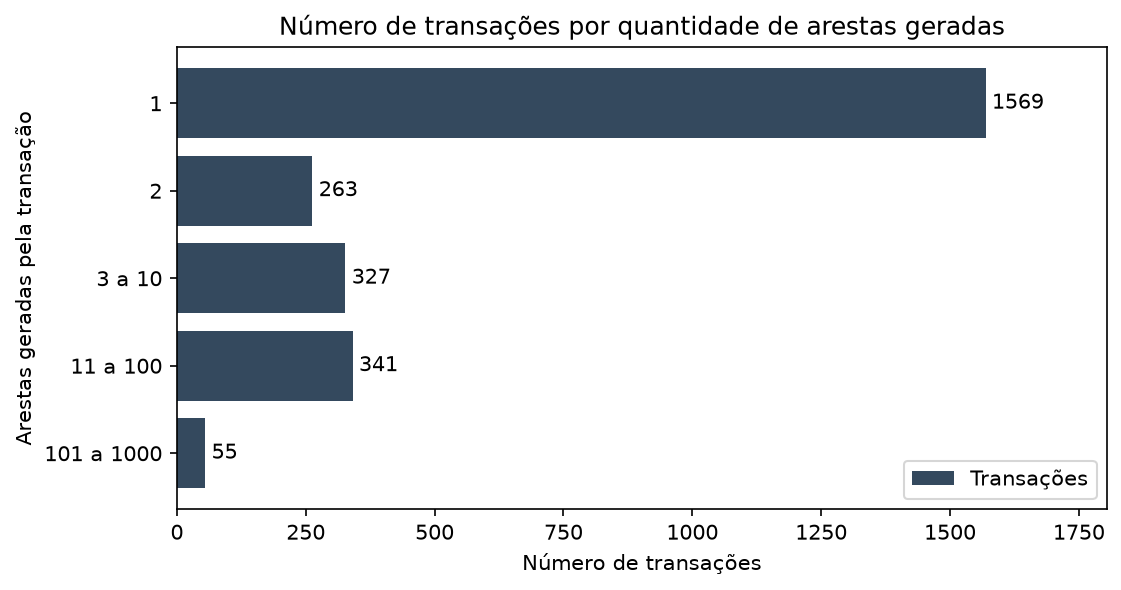 Número de transações por quantidade de arestas geradas
Arestas geradas pela transação
1
1569
2
263
3 a 10
327
11 a 100
341
101 a 1000
55
Transações
0 250 500 750 1000 1250 1500 1750
Número de transações